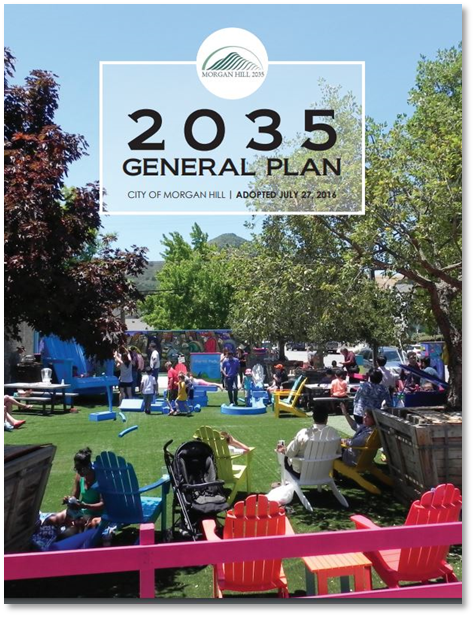 MORGAN HILL 2035
2035
GENERAL PLAN
CITY OF MORGAN HILL | ADOPTED JULY 27, 2016